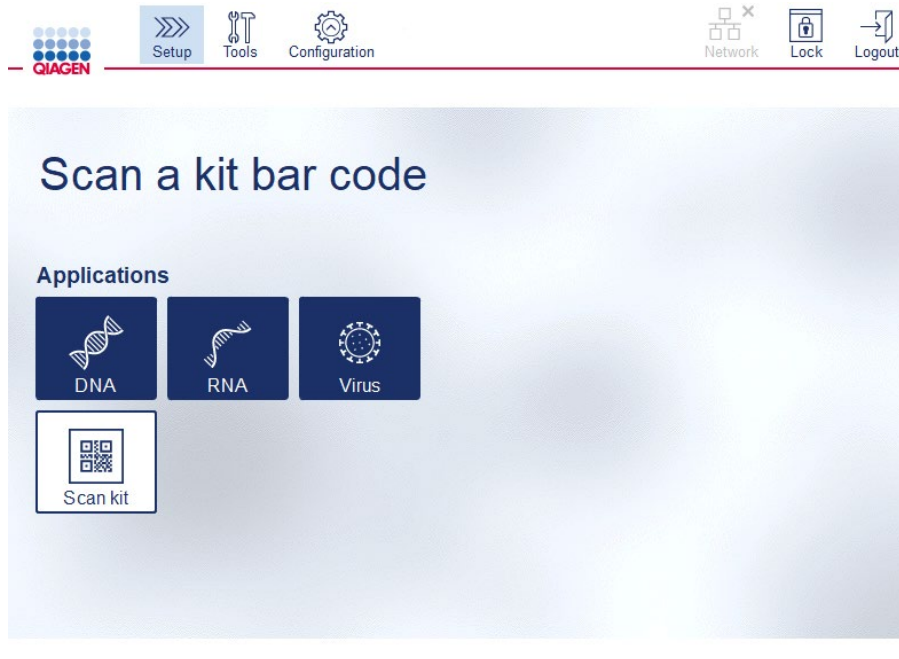 Setup
Tools
Configuration
Network
Lock
Logout
QIAGEN
Scan a kit bar code
Applications
DNA
RNA
Virus
Scan kit